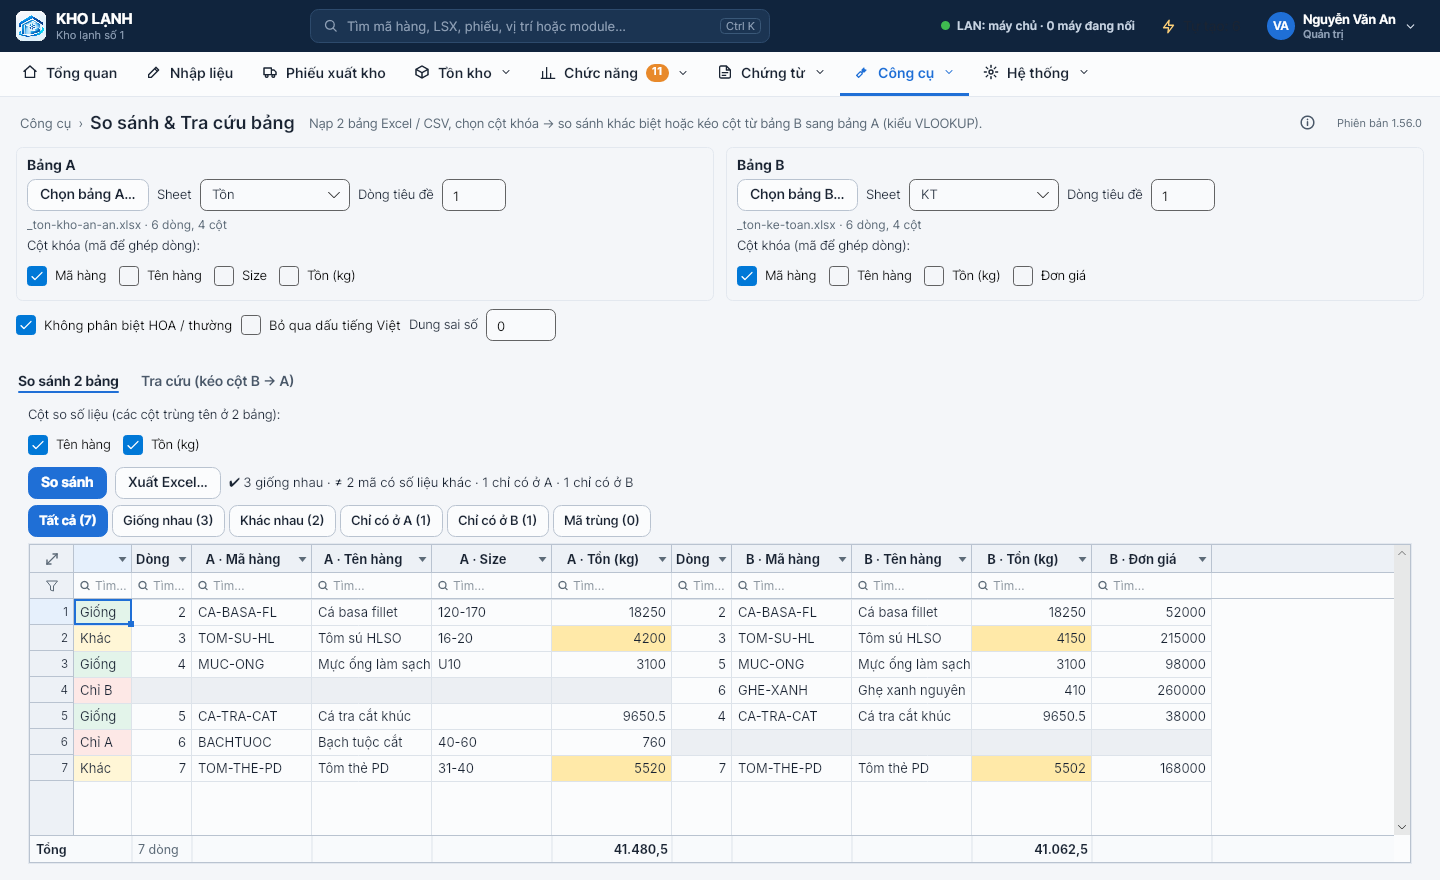 KHO LẠNH
Kho lạnh số 1
Tìm mã hàng, LSX, phiếu, vị trí hoặc module...
Ctrl K
LAN: máy chủ · 0 máy đang nối
VA
Nguyễn Văn An
Quản trị
Tổng quan
Nhập liệu
Phiếu xuất kho
Tồn kho
Chức năng
11
Chứng từ
Công cụ
Hệ thống
Công cụ › So sánh & Tra cứu bảng
Nạp 2 bảng Excel / CSV, chọn cột khóa → so sánh khác biệt hoặc kéo cột từ bảng B sang bảng A (kiểu VLOOKUP).
Phiên bản 1.56.0
Bảng A
Chọn bảng A... Sheet Tồn Dòng tiêu đề 1
_ton-kho-an-an.xlsx · 6 dòng, 4 cột
Cột khóa (mã để ghép dòng):
Mã hàng Tên hàng Size Tồn (kg)
Bảng B
Chọn bảng B... Sheet KT Dòng tiêu đề 1
_ton-ke-toan.xlsx · 6 dòng, 4 cột
Cột khóa (mã để ghép dòng):
Mã hàng Tên hàng Tồn (kg) Đơn giá
Không phân biệt HOA / thường Bỏ qua dấu tiếng Việt Dung sai số 0
So sánh 2 bảng Tra cứu (kéo cột B → A)
Cột so số liệu (các cột trùng tên ở 2 bảng):
Tên hàng Tồn (kg)
So sánh Xuất Excel... ✔ 3 giống nhau · ≠ 2 mã có số liệu khác · 1 chỉ có ở A · 1 chỉ có ở B
Tất cả (7) Giống nhau (3) Khác nhau (2) Chỉ có ở A (1) Chỉ có ở B (1) Mã trùng (0)
Dòng A · Mã hàng A · Tên hàng A · Size A · Tồn (kg) Dòng B · Mã hàng B · Tên hàng B · Tồn (kg) B · Đơn giá
Tìm... Tìm... Tìm... Tìm... Tìm... Tìm... Tìm... Tìm... Tìm... Tìm... Tìm...
1 Giống 2 CA-BASA-FL Cá basa fillet 120-170 18250 2 CA-BASA-FL Cá basa fillet 18250 52000
2 Khác 3 TOM-SU-HL Tôm sú HLSO 16-20 4200 3 TOM-SU-HL Tôm sú HLSO 4150 215000
3 Giống 4 MUC-ONG Mực ống làm sạch U10 3100 5 MUC-ONG Mực ống làm sạch 3100 98000
4 Chỉ B 6 GHE-XANH Ghẹ xanh nguyên 410 260000
5 Giống 5 CA-TRA-CAT Cá tra cắt khúc 9650.5 4 CA-TRA-CAT Cá tra cắt khúc 9650.5 38000
6 Chỉ A 6 BACHTUOC Bạch tuộc cắt 40-60 760
7 Khác 7 TOM-THE-PD Tôm thẻ PD 31-40 5520 7 TOM-THE-PD Tôm thẻ PD 5502 168000
Tổng 7 dòng 41.480,5 41.062,5